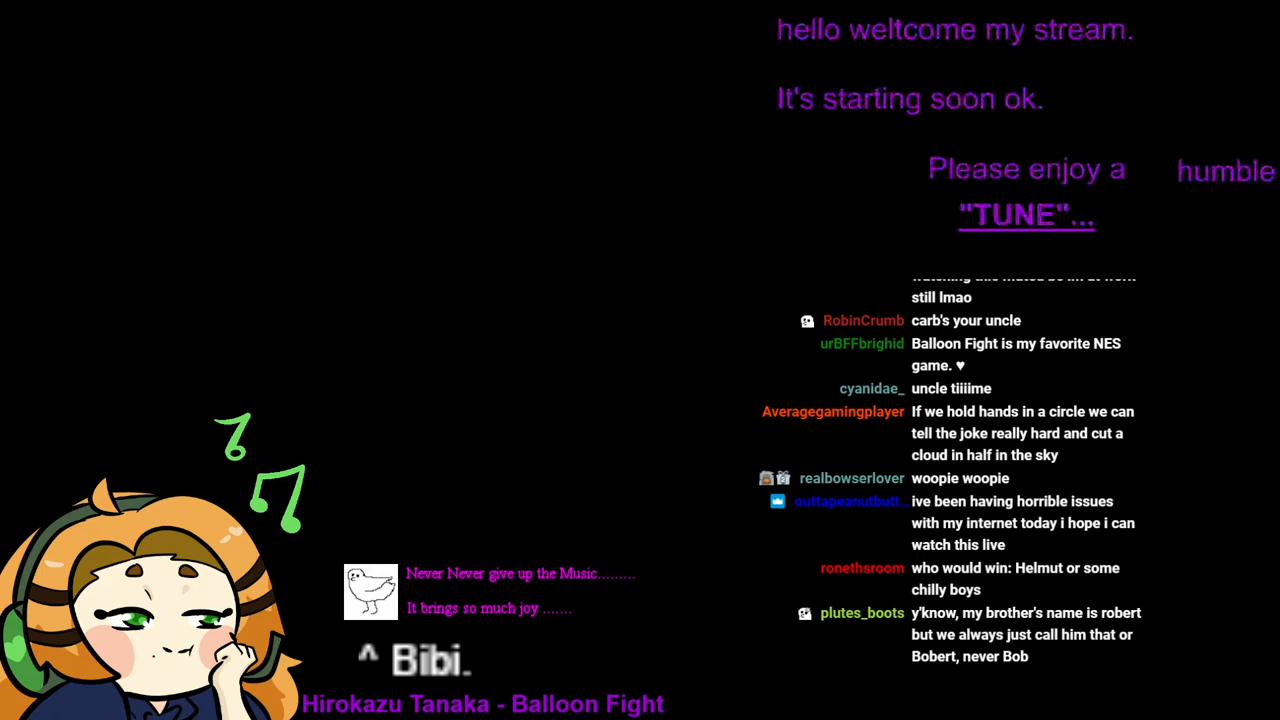 hello weltcome my stream.
It's starting soon ok.
Please enjoy a humble
"TUNE"...
still lmao
RobinCrumb carb's your uncle
urBFFbrighid Balloon Fight is my favorite NES
game. ♥
cyanidae_ uncle tiiiime
Averagegamingplayer If we hold hands in a circle we can
tell the joke really hard and cut a
cloud in half in the sky
realbowserlover woopie woopie
outtapeanutbutt... ive been having horrible issues
with my internet today i hope i can
watch this live
ronethsroom who would win: Helmut or some
chilly boys
plutes_boots y'know, my brother's name is robert
but we always just call him that or
Bobert, never Bob
Never Never give up the Music.........
It brings so much joy .......
^ Bibi.
Hirokazu Tanaka - Balloon Fight